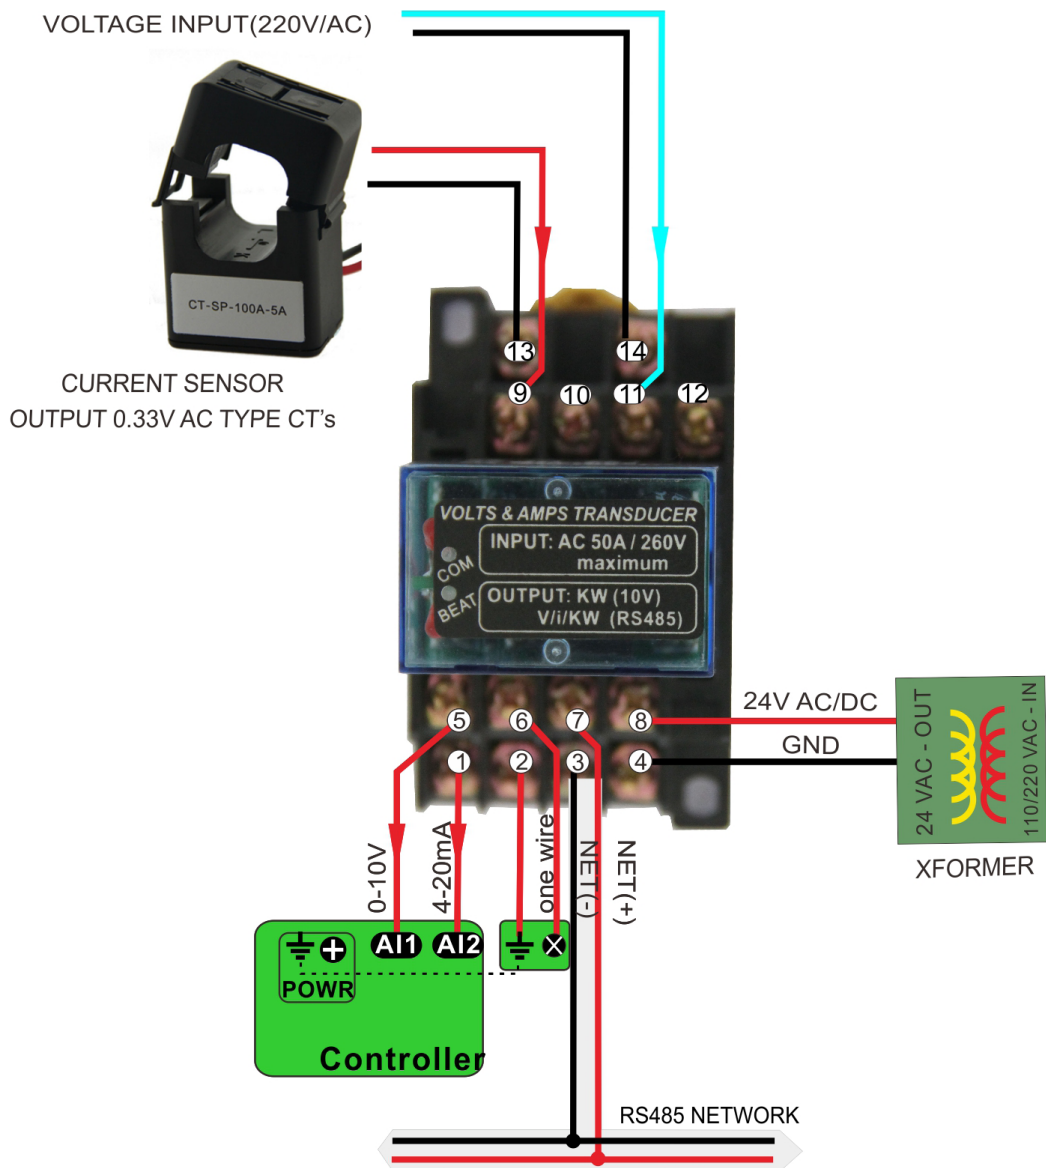 VOLTAGE INPUT(220V/AC)
CT-SP-100A-5A
CURRENT SENSOR
OUTPUT 0.33V AC TYPE CT's
13
14
9
10
11
12
VOLTS & AMPS TRANSDUCER
INPUT: AC 50A / 260V
maximum
COM
BEAT
OUTPUT: KW (10V)
V/i/KW (RS485)
5
6
7
8
1
2
3
4
24V AC/DC
GND
24 VAC - OUT
110/220 VAC - IN
XFORMER
0-10V
4-20mA
one wire
NET(-)
NET(+)
AI1
AI2
POWR
Controller
RS485 NETWORK